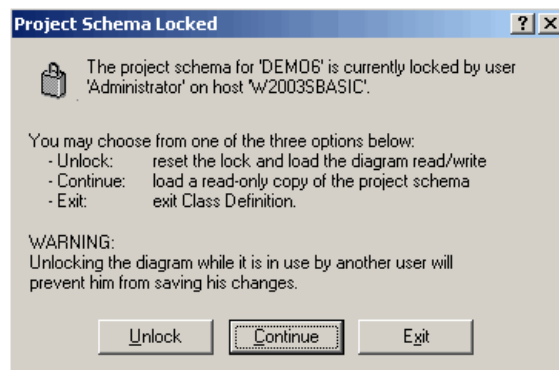 Project Schema Locked
The project schema for 'DEMO6' is currently locked by user
'Administrator' on host 'W2003SBASIC'.
You may choose from one of the three options below:
- Unlock: reset the lock and load the diagram read/write
- Continue: load a read-only copy of the project schema
- Exit: exit Class Definition.
WARNING:
Unlocking the diagram while it is in use by another user will
prevent him from saving his changes.
Unlock Continue Exit